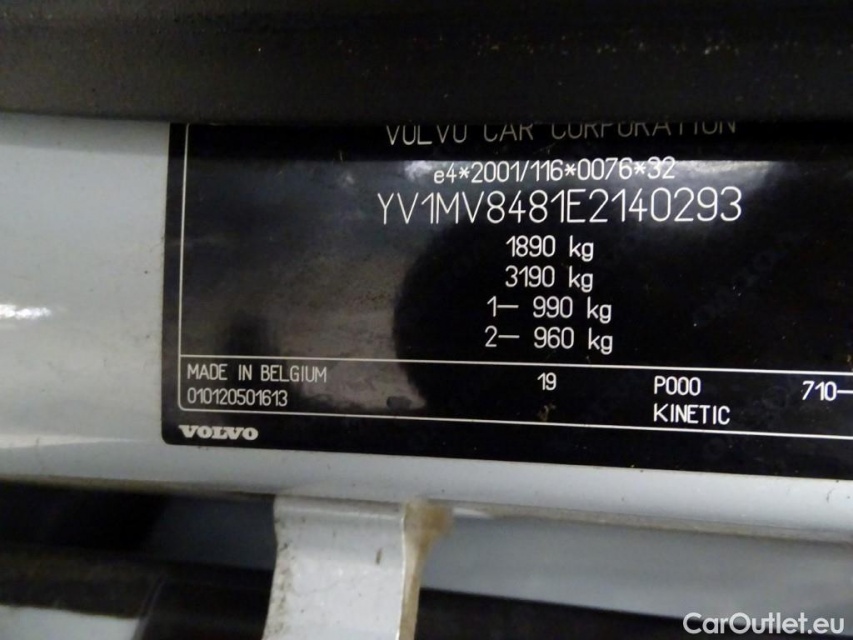 VOLVO CAR CORPORATION
e4*2001/116*0076*32
YV1MV8481E2140293
1890 kg
3190 kg
1– 990 kg
2– 960 kg
MADE IN BELGIUM 19 P000 710–
010120501613 KINETIC
VOLVO
CarOutlet.eu